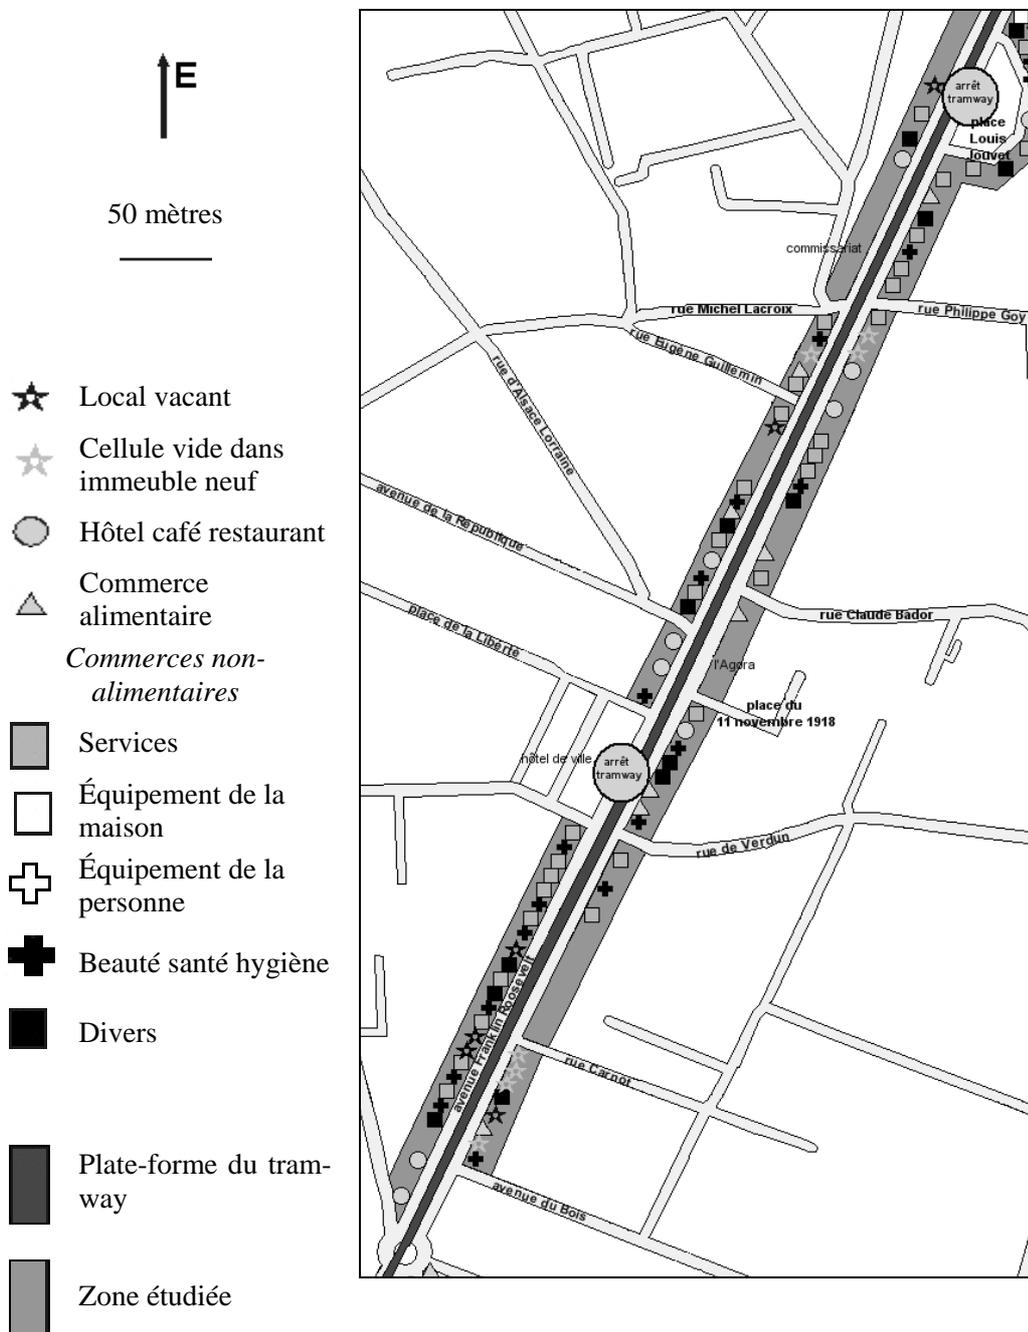 E
50 mètres
Local vacant
Cellule vide dans
immeuble neuf
Hôtel café restaurant
Commerce
alimentaire
Commerces non-
alimentaires
Services
Équipement de la
maison
Équipement de la
personne
Beauté santé hygiène
Divers
Plate-forme du tram-
way
Zone étudiée
arrêt
tramway
place
Louis
Jouvet
commissariat
rue Michel Lacroix
rue Philippe Goy
rue Eugène Guillemin
rue d'Alsace Lorraine
avenue de la République
place de la Liberté
rue Claude Bador
l'Agora
place du
11 novembre 1918
hôtel de ville
arrêt
tramway
rue de Verdun
avenue Franklin Roosevelt
rue Carnot
avenue du Bois